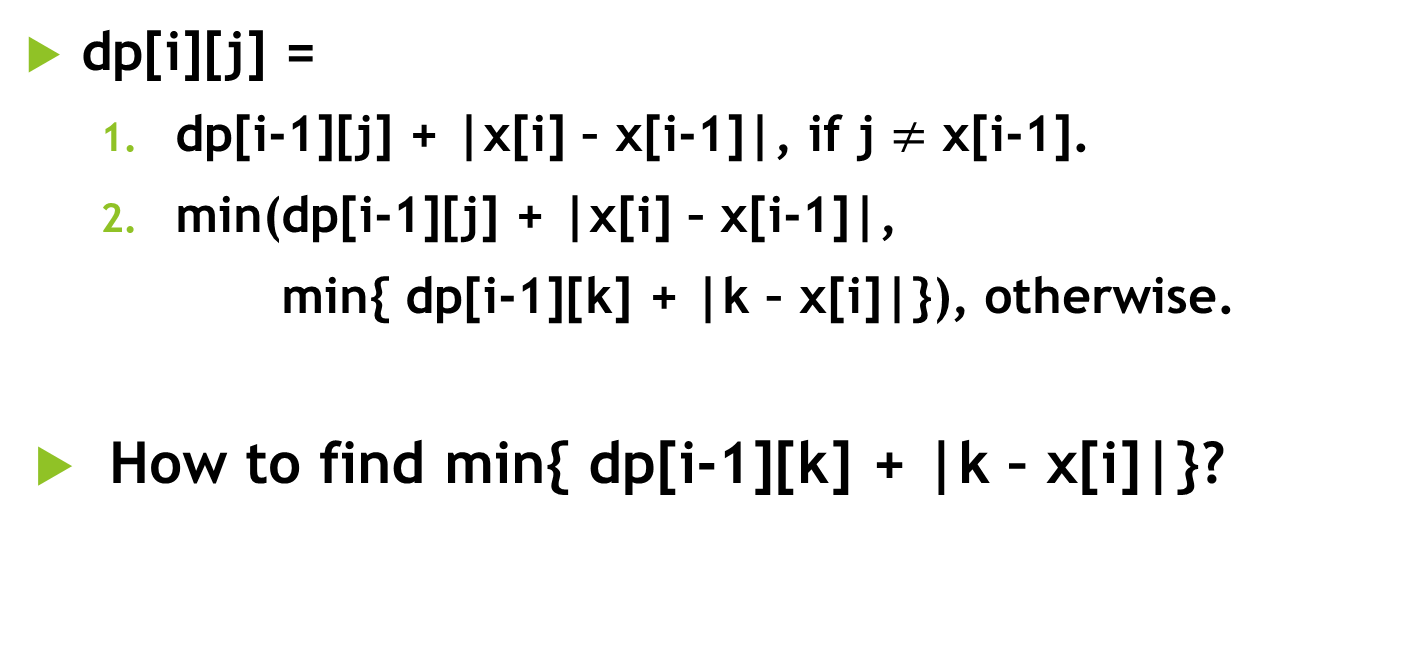 dp[i][j] =
1. dp[i-1][j] + |x[i] – x[i-1]|, if j ≠ x[i-1].
2. min(dp[i-1][j] + |x[i] – x[i-1]|,
min{ dp[i-1][k] + |k – x[i]|}), otherwise.
How to find min{ dp[i-1][k] + |k – x[i]|}?